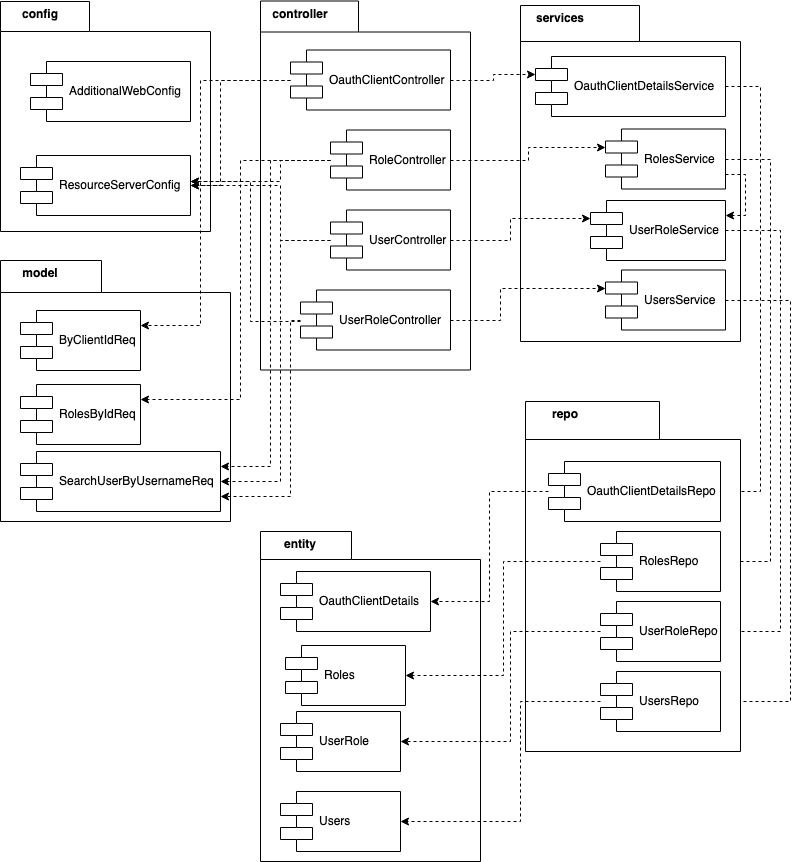 config
AdditionalWebConfig
ResourceServerConfig
controller
OauthClientController
RoleController
UserController
UserRoleController
services
OauthClientDetailsService
RolesService
UserRoleService
UsersService
model
ByClientIdReq
RolesByIdReq
SearchUserByUsernameReq
repo
OauthClientDetailsRepo
RolesRepo
UserRoleRepo
UsersRepo
entity
OauthClientDetails
Roles
UserRole
Users